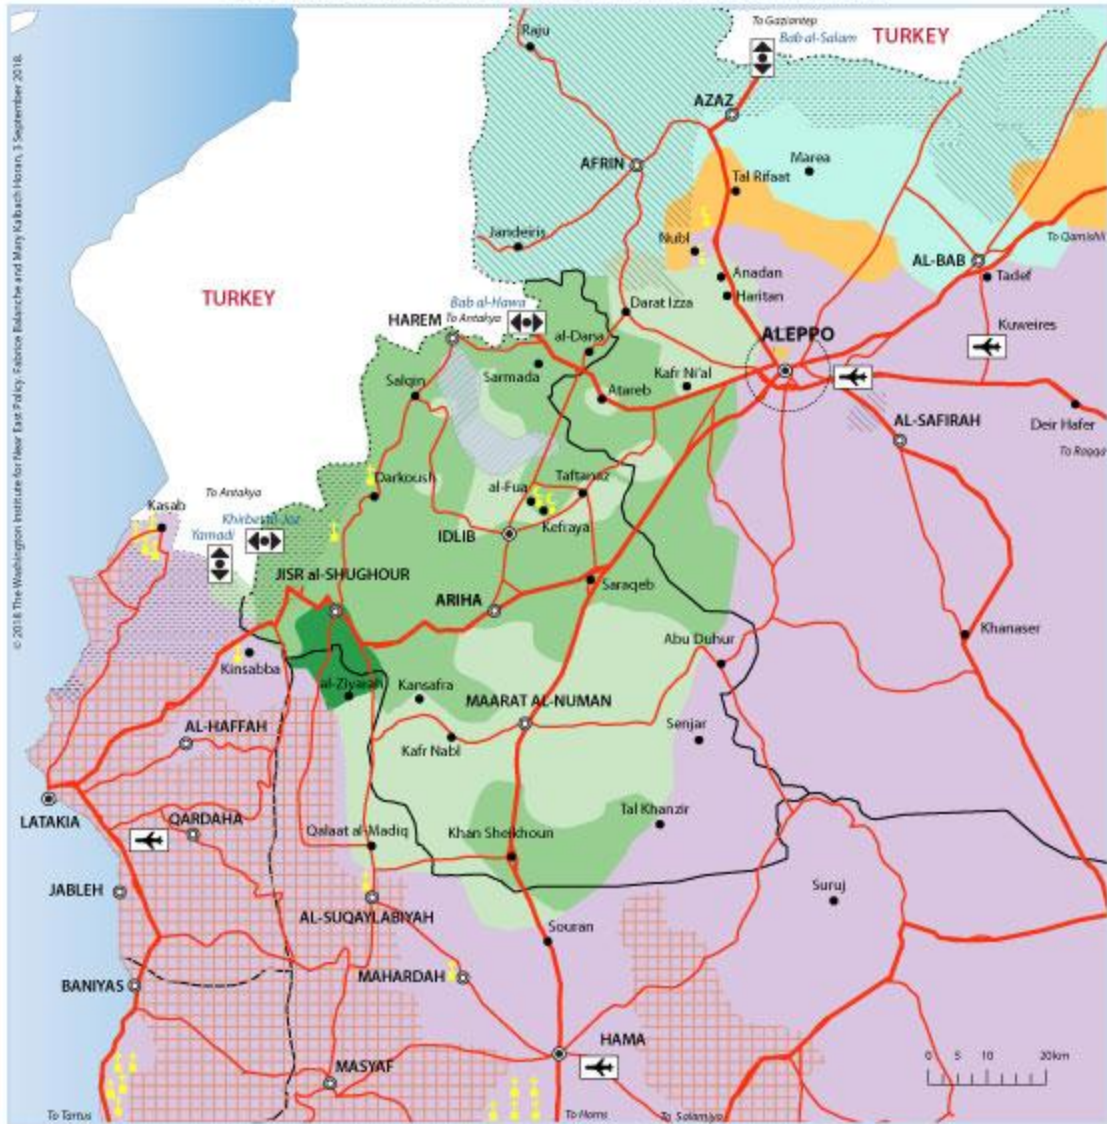 To Gaziantep
Bab al-Salam
TURKEY
Raju
AZAZ
AFRIN
Marea
Tal Rifaat
Jandeiris
Nubl
To Qamishli
AL-BAB
Anadan
Tadef
TURKEY
Bab al-Hawa
Haritan
Darat Izza
HAREM
To Antakya
Kuweires
ALEPPO
al-Dana
Sarmada
Kafr Ni'al
Salqin
Atareb
AL-SAFIRAH
Deir Hafer
To Raqqa
Darkoush
Taftanaz
al-Fua
To Antakya
Kasab
Khirbet al-Joz
Kefraya
Yamadi
IDLIB
JISR al-SHUGHOUR
Saraqeb
ARIHA
Khanaser
Abu Duhur
Kinsabba
al-Ziyarah
Kansafra
MAARAT AL-NUMAN
AL-HAFFAH
Senjar
Kafr Nabl
LATAKIA
QARDAHA
Tal Khanzir
Qalaat al-Madiq
Khan Sheikhoun
JABLEH
Suruj
AL-SUQAYLABIYAH
Souran
MAHARDAH
BANIYAS
HAMA
0 5 10 20km
MASYAF
To Tartus
To Homs
To Salamiya
© 2018 The Washington Institute for Near East Policy. Fabrice Balanche and Mary Kalbach Horan, 3 September 2018.